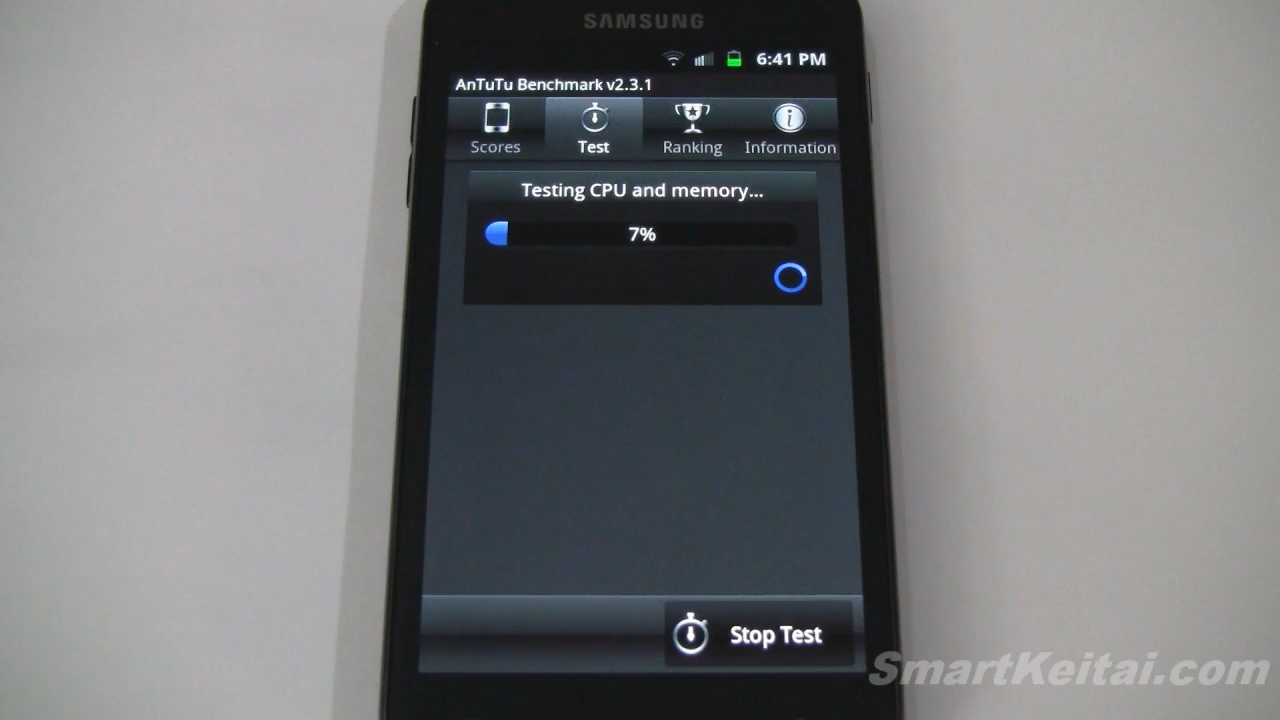 SAMSUNG
6:41 PM
AnTuTu Benchmark v2.3.1
Scores Test Ranking Information
Testing CPU and memory...
7%
Stop Test
SmartKeitai.com